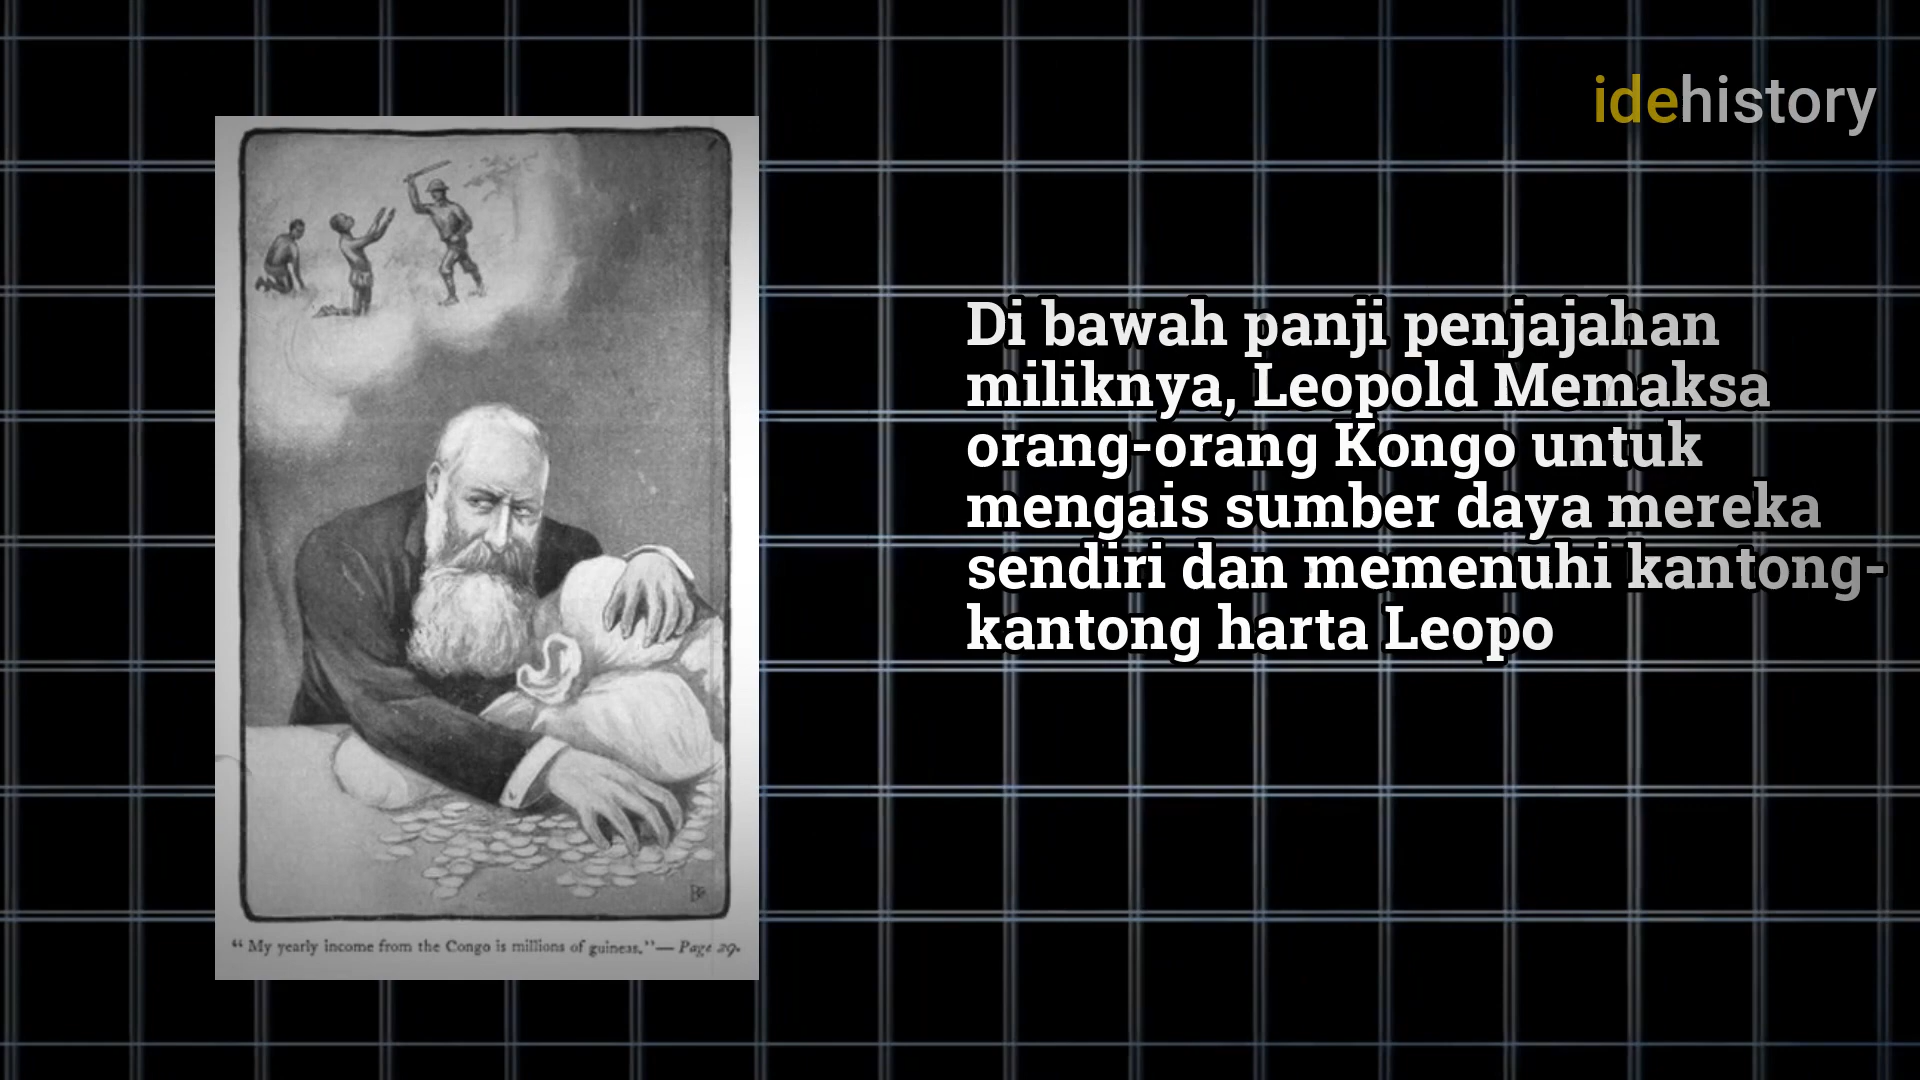 idehistory
Di bawah panji penjajahan
miliknya, Leopold Memaksa
orang-orang Kongo untuk
mengais sumber daya mereka
sendiri dan memenuhi kantong-
kantong harta Leopo
“ My yearly income from the Congo is millions of guineas.”— Page 29.